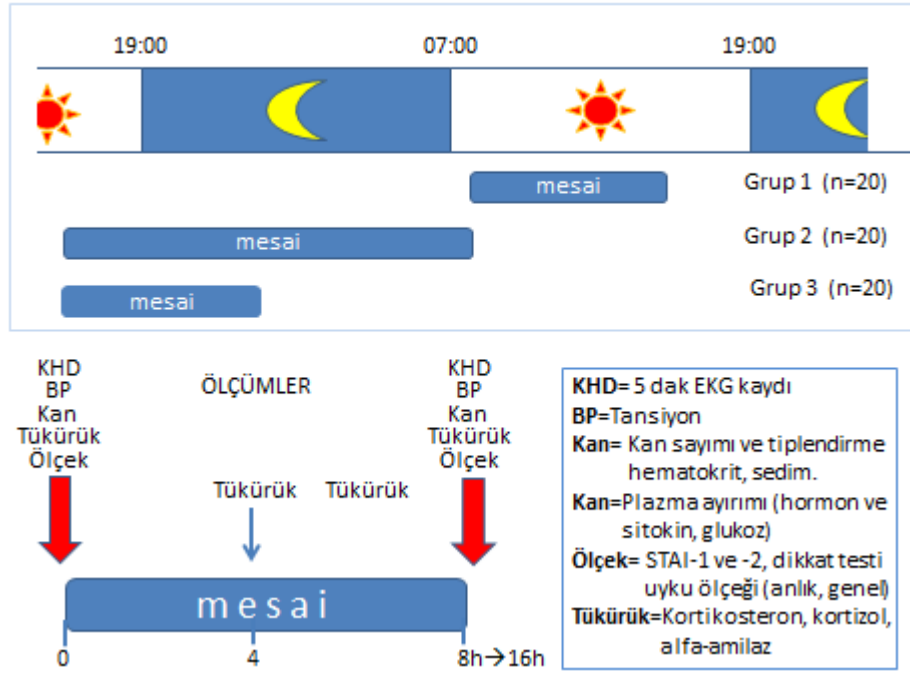 19:00 07:00 19:00
mesai Grup 1 (n=20)
mesai Grup 2 (n=20)
mesai Grup 3 (n=20)
KHD
BP
Kan
Tükürük
Ölçek
ÖLÇÜMLER
Tükürük Tükürük
KHD
BP
Kan
Tükürük
Ölçek
mesai
0 4 8h→16h
KHD= 5 dak EKG kaydı
BP=Tansiyon
Kan= Kan sayımı ve tiplendirme
hematokrit, sedim.
Kan=Plazma ayırımı (hormon ve
sitokin, glukoz)
Ölçek= STAI-1 ve -2, dikkat testi
uyku ölçeği (anlık, genel)
Tükürük=Kortikosteron, kortizol,
alfa-amilaz